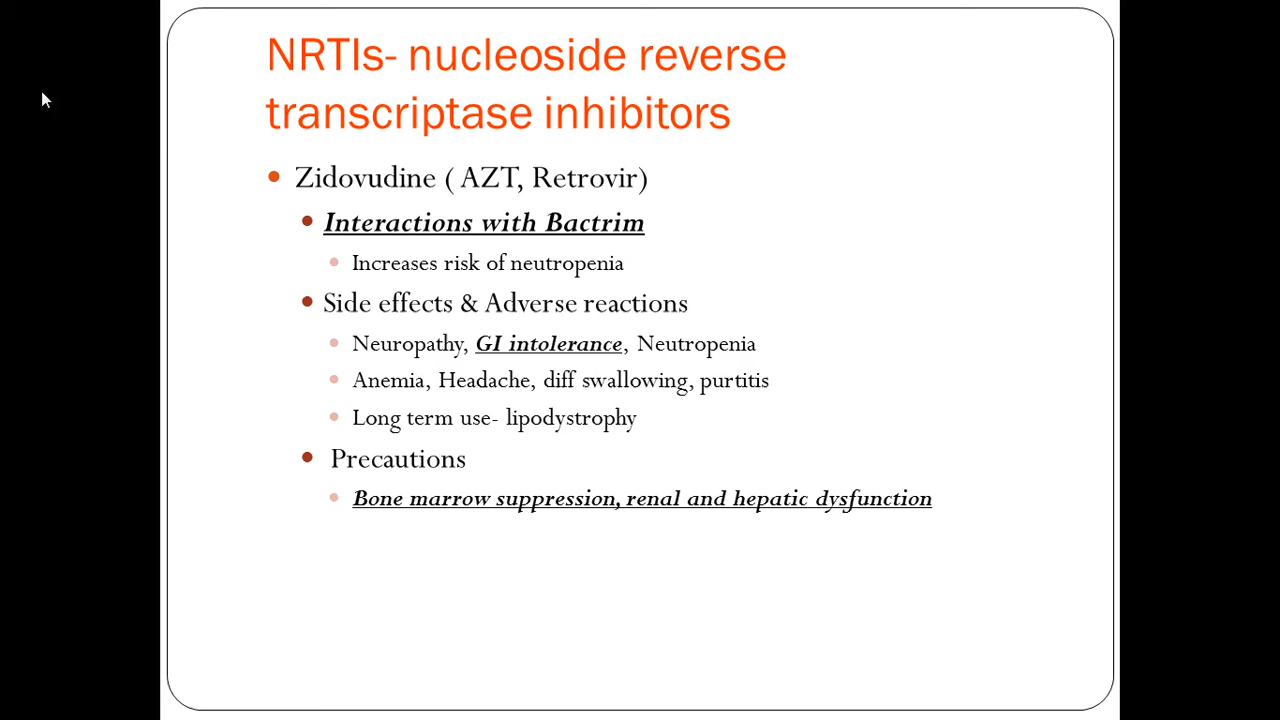 NRTIs- nucleoside reverse
transcriptase inhibitors
Zidovudine ( AZT, Retrovir)
Interactions with Bactrim
Increases risk of neutropenia
Side effects & Adverse reactions
Neuropathy, GI intolerance, Neutropenia
Anemia, Headache, diff swallowing, purtitis
Long term use- lipodystrophy
Precautions
Bone marrow suppression, renal and hepatic dysfunction